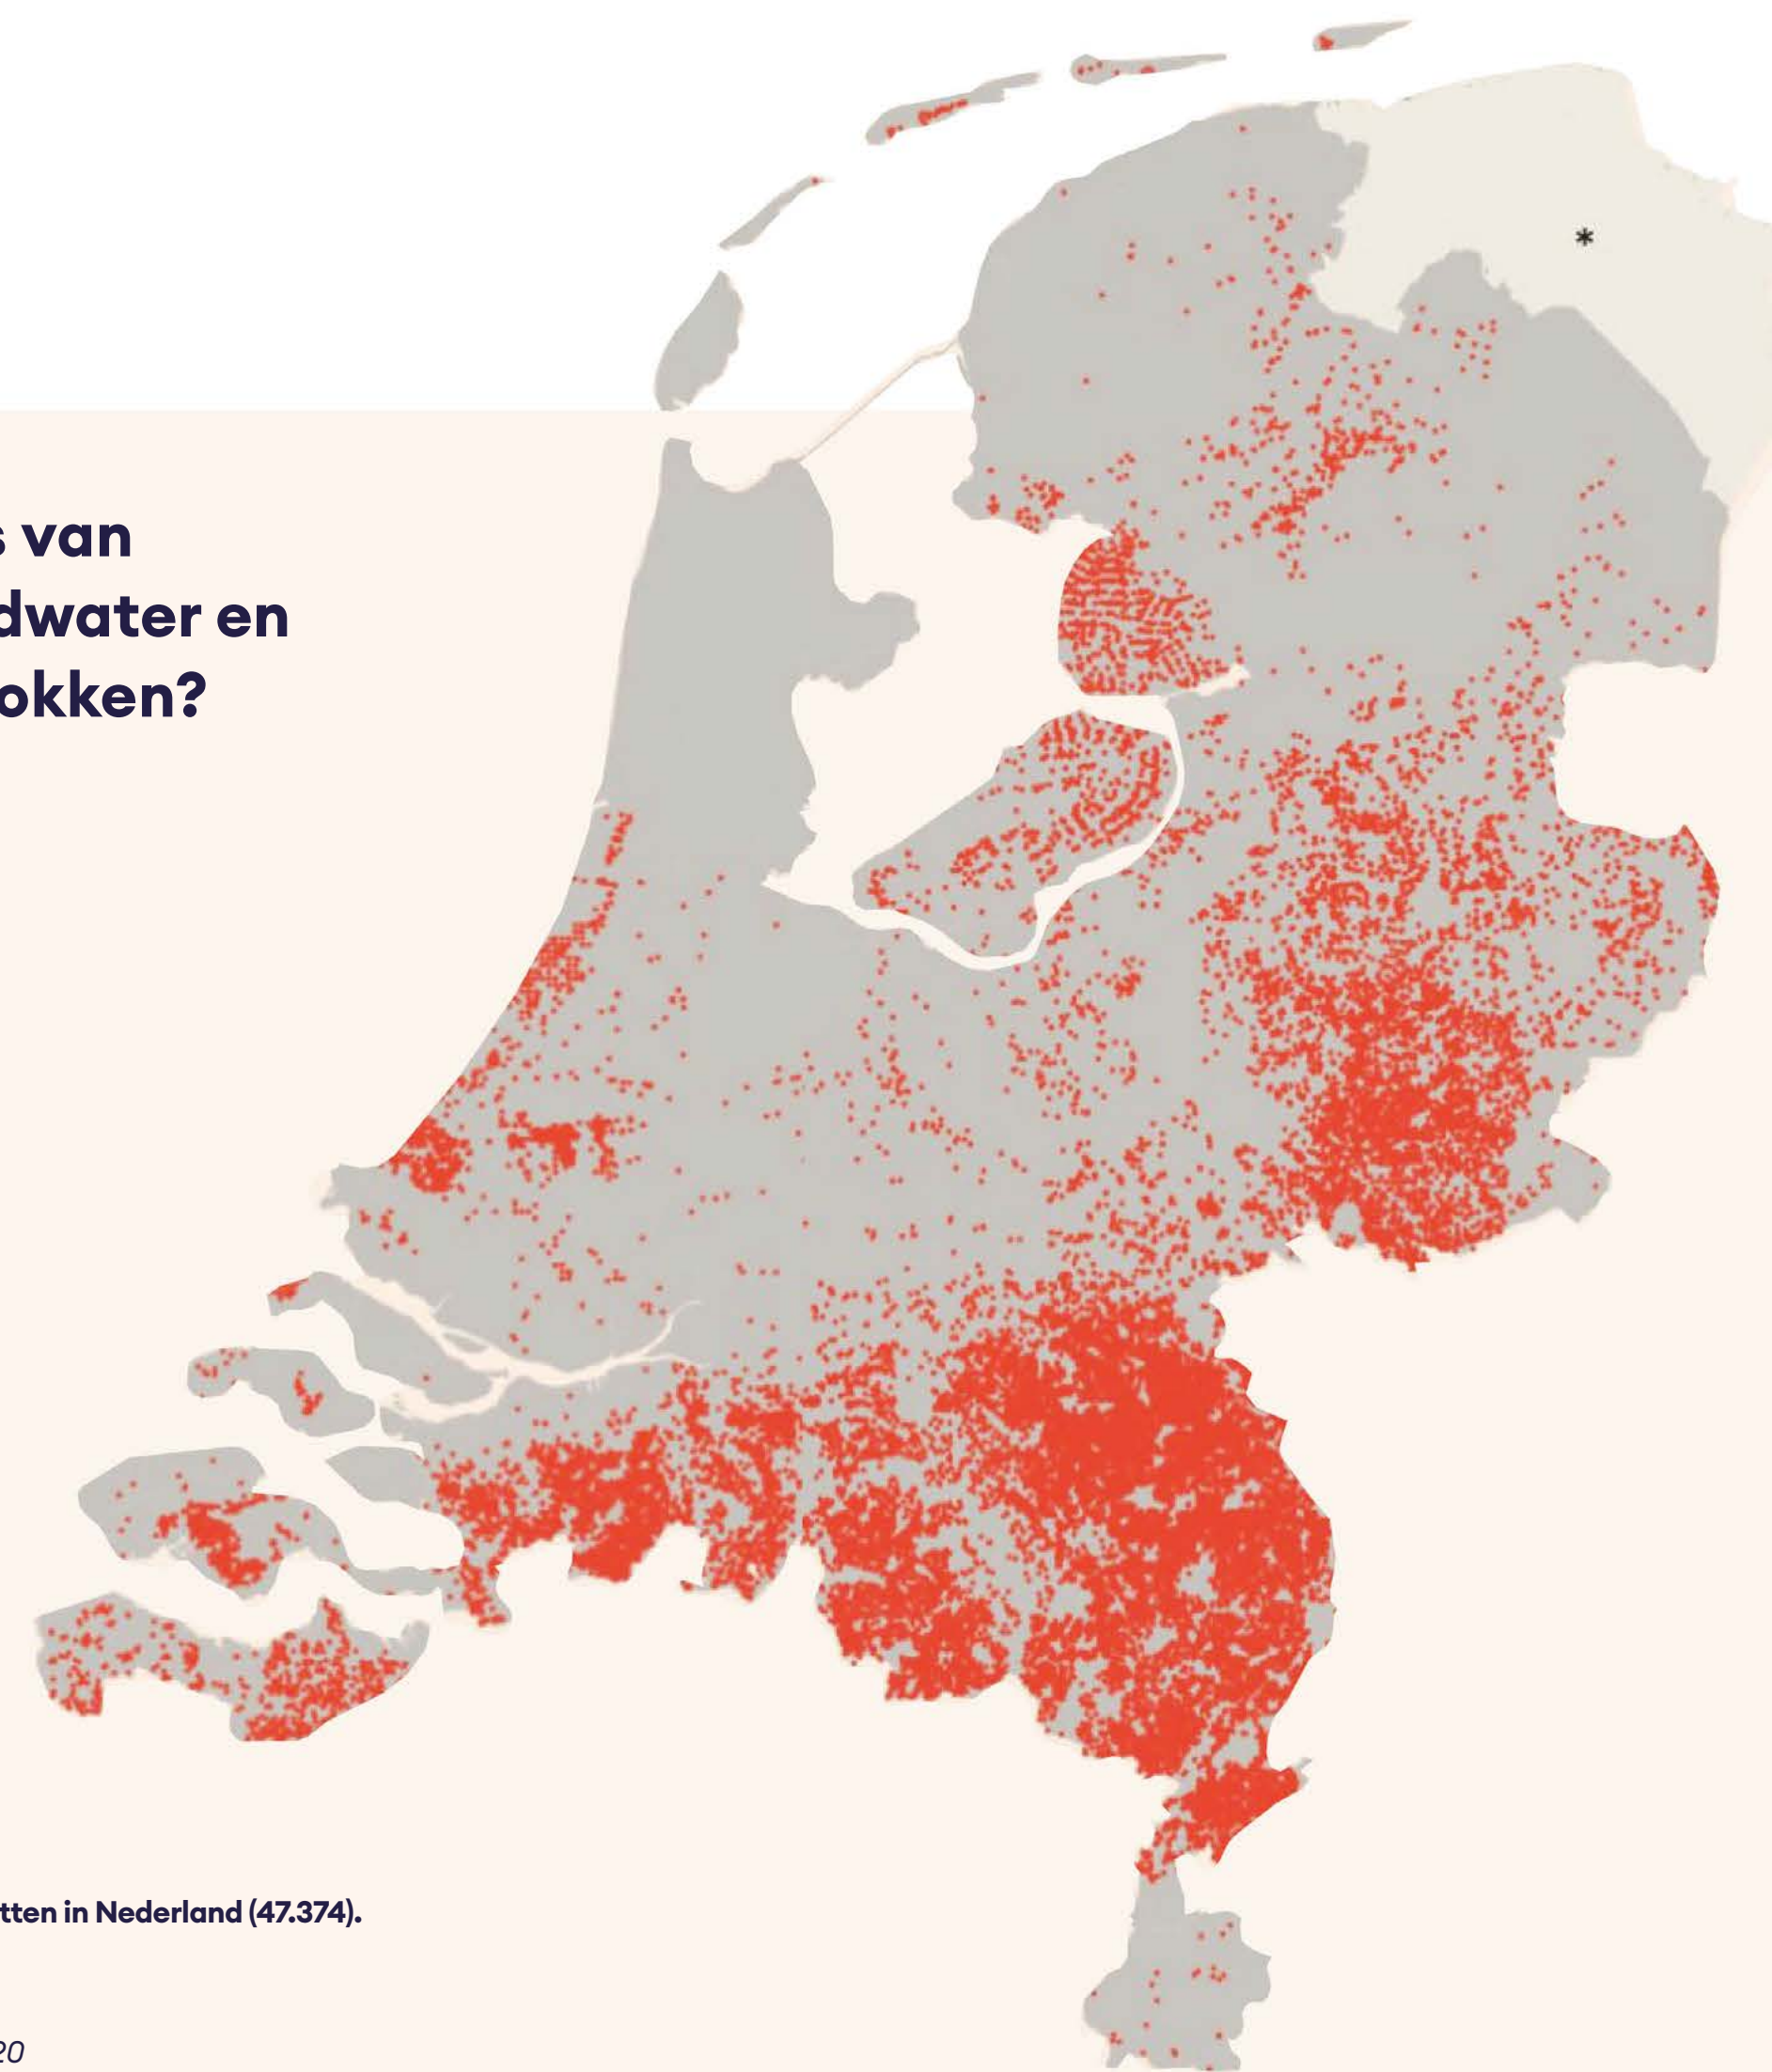 s van
dwater en
okken?
*
tten in Nederland (47.374).
20